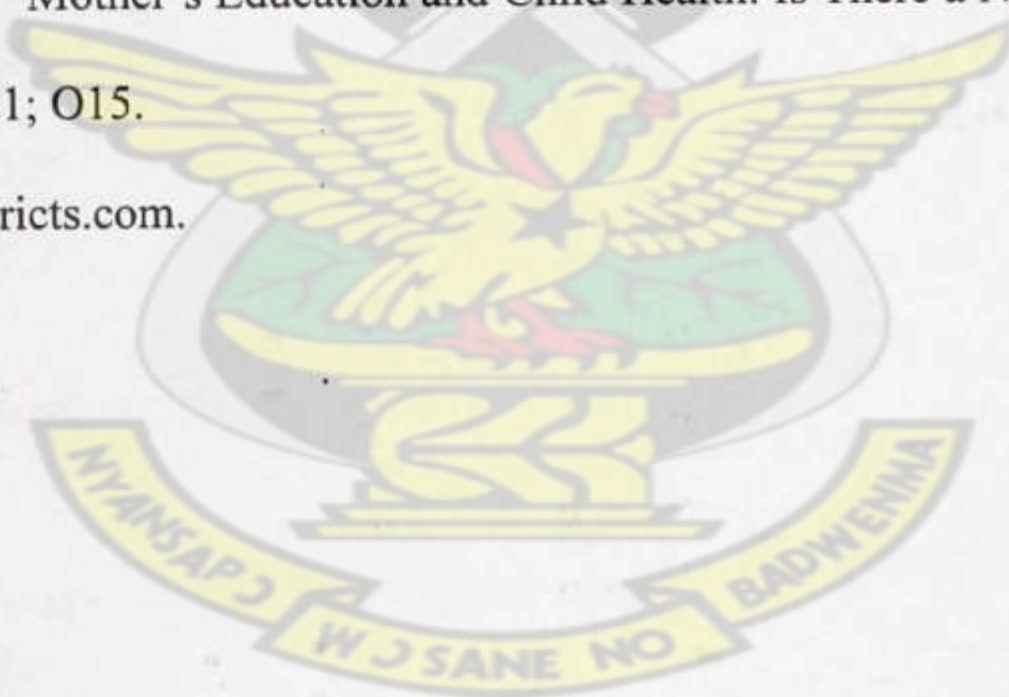 Mother's Education and Child Health: Is There a
1; O15.
ricts.com.
NYANSAPƆ
WƆSANE NO
BADWENMA